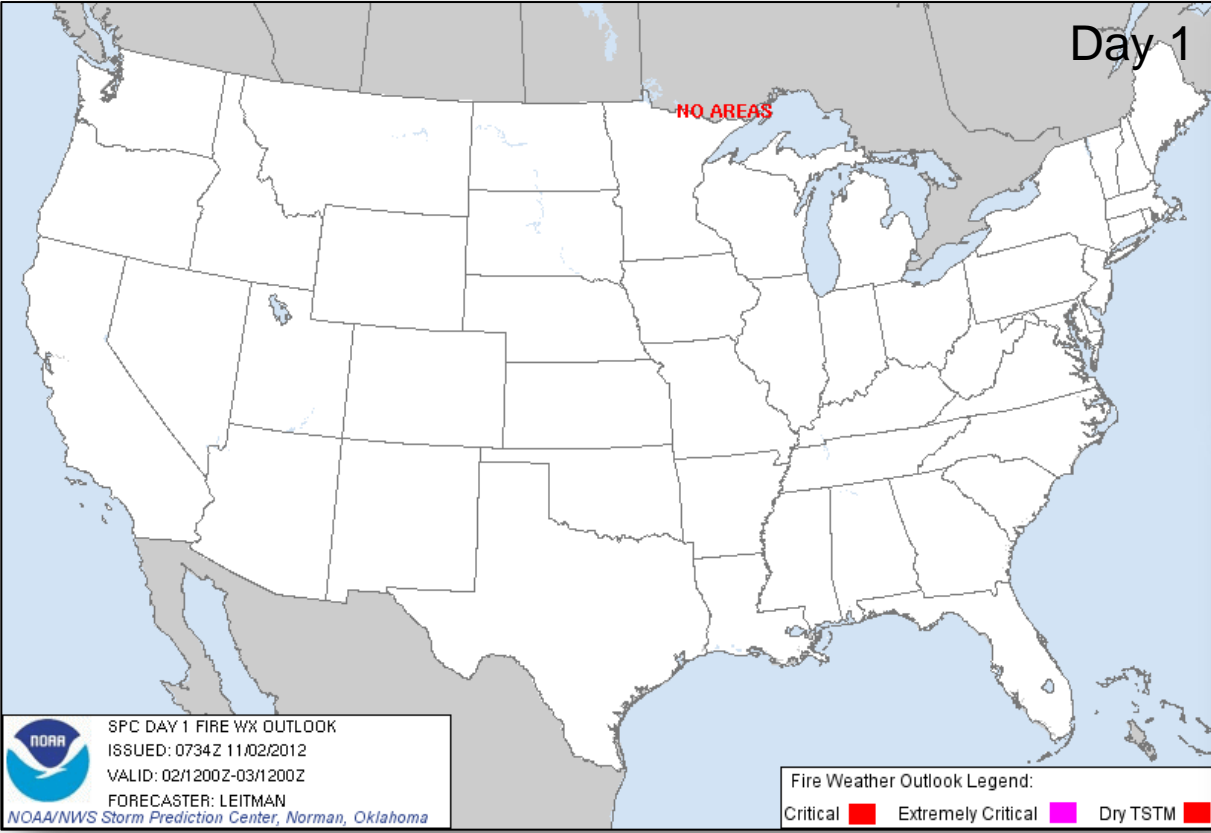 Day 1
NO AREAS
NOAA
SPC DAY 1 FIRE WX OUTLOOK
ISSUED: 0734Z 11/02/2012
VALID: 02/1200Z-03/1200Z
FORECASTER: LEITMAN
NOAA/NWS Storm Prediction Center, Norman, Oklahoma
Fire Weather Outlook Legend:
Critical Extremely Critical Dry TSTM